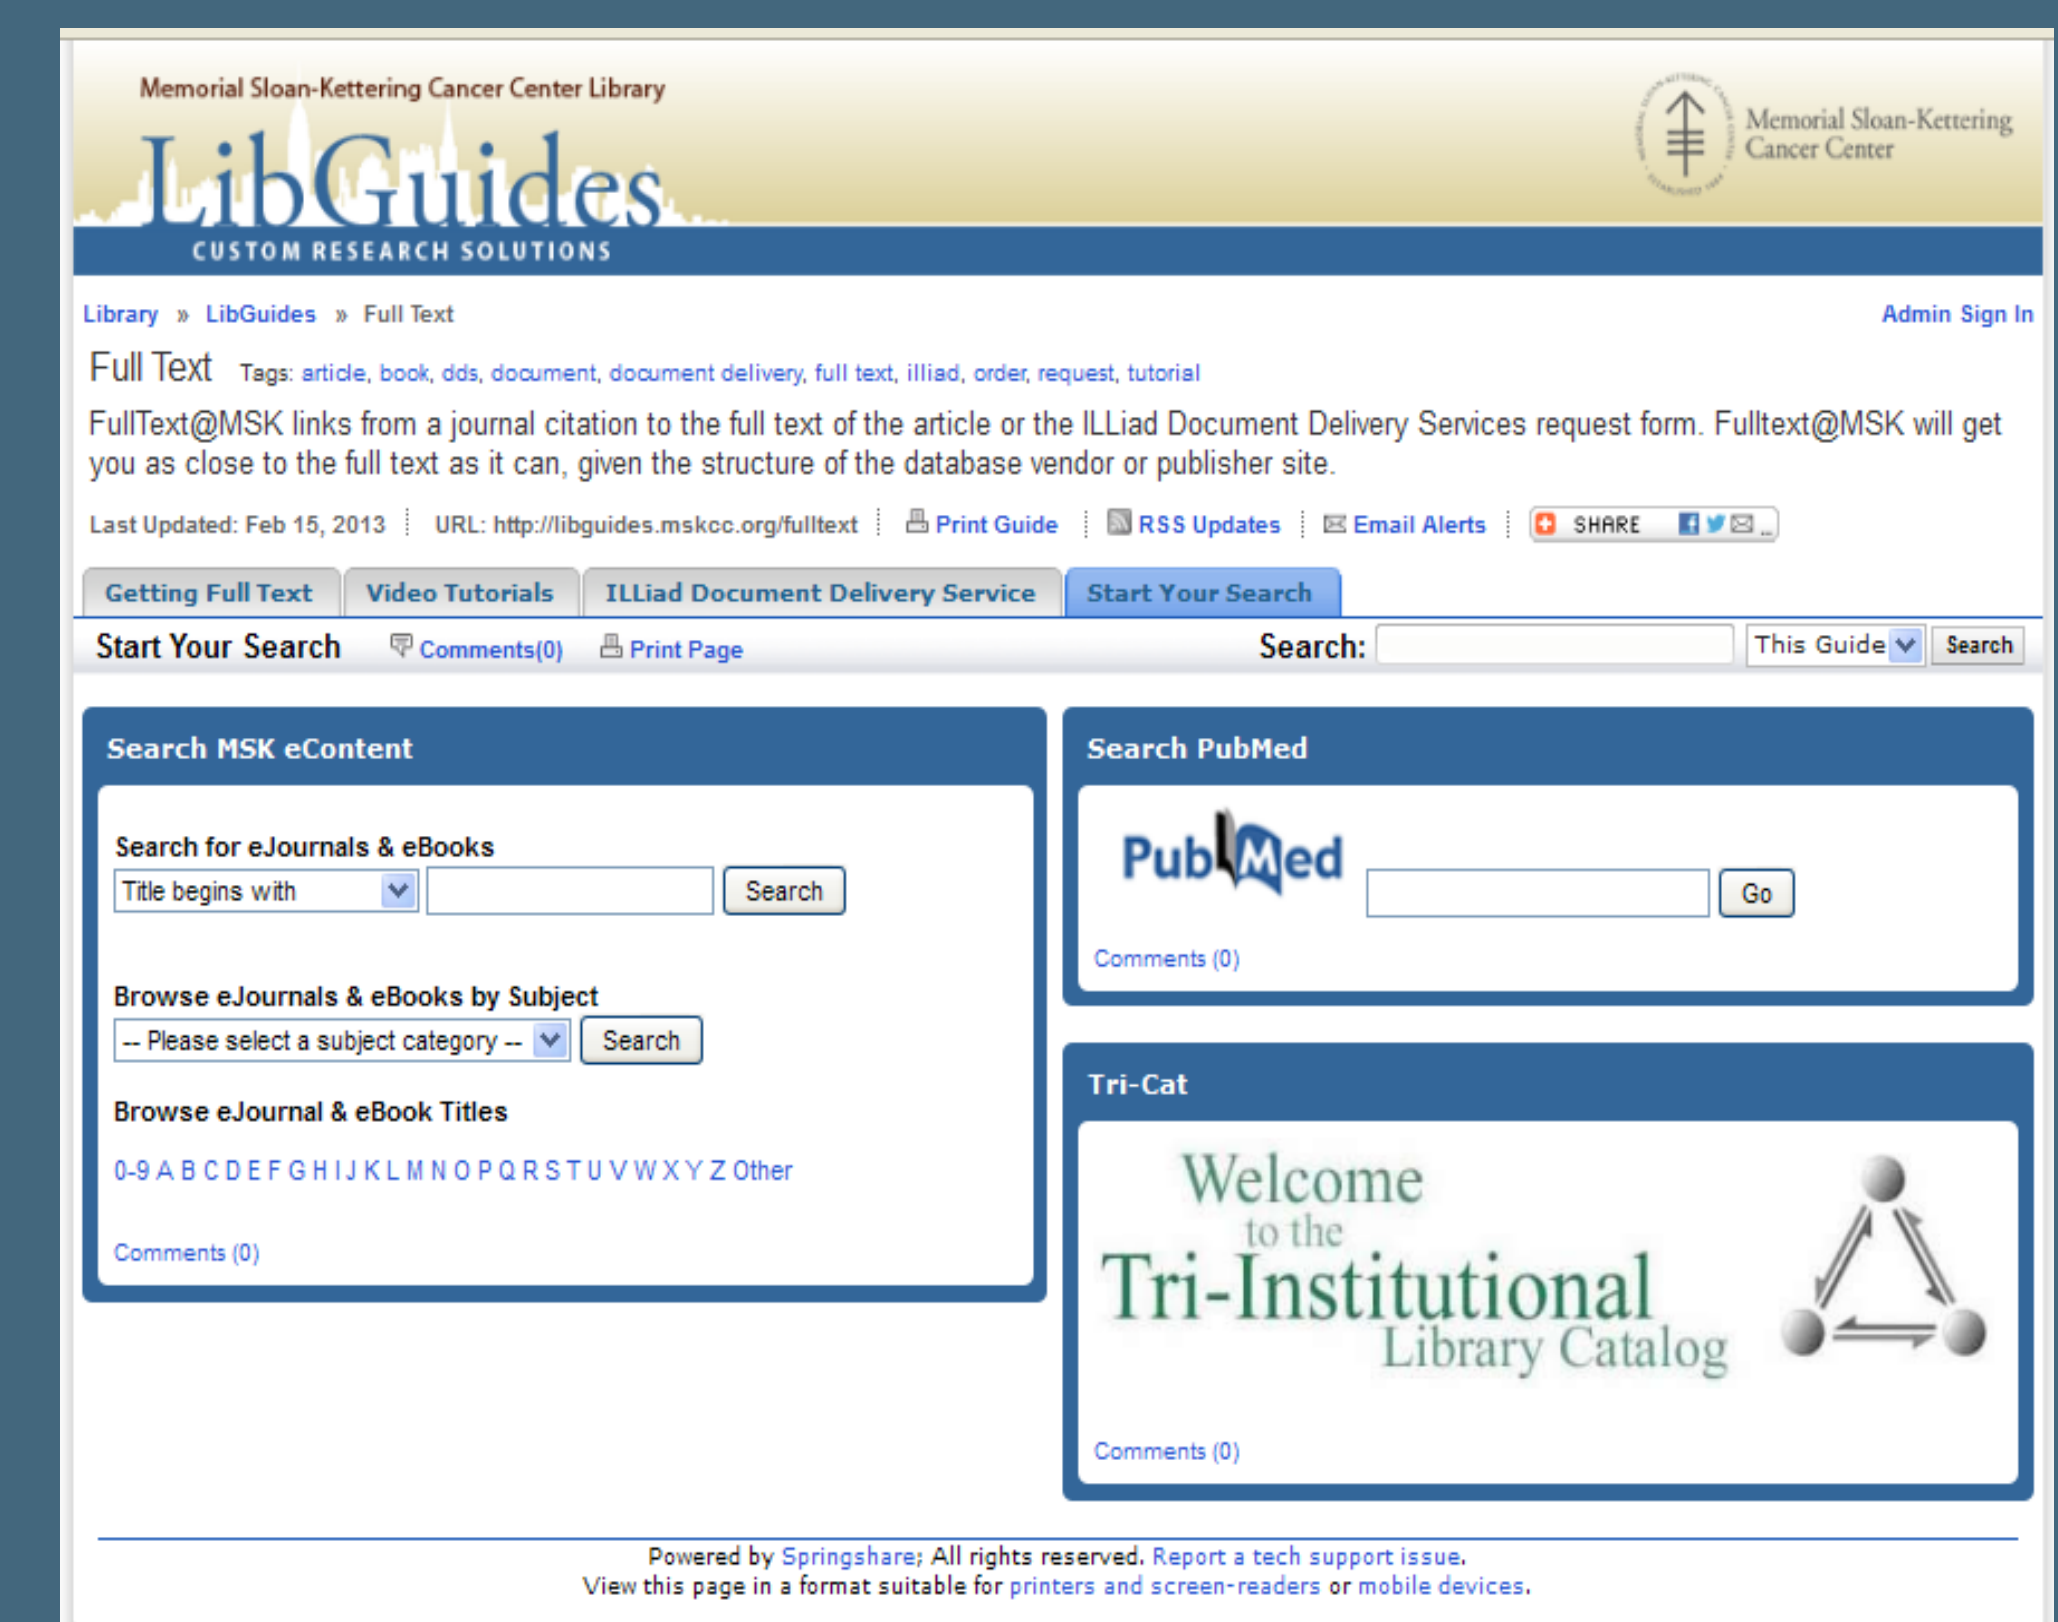 Memorial Sloan-Kettering Cancer Center Library
LibGuides
CUSTOM RESEARCH SOLUTIONS
Memorial Sloan-Kettering
Cancer Center
Library » LibGuides » Full Text
Admin Sign In
Full Text Tags: article, book, dds, document, document delivery, full text, illiad, order, request, tutorial
FullText@MSK links from a journal citation to the full text of the article or the ILLiad Document Delivery Services request form. Fulltext@MSK will get
you as close to the full text as it can, given the structure of the database vendor or publisher site.
Last Updated: Feb 15, 2013 URL: http://libguides.mskcc.org/fulltext Print Guide RSS Updates Email Alerts SHARE ...
Getting Full Text Video Tutorials ILLiad Document Delivery Service Start Your Search
Start Your Search Comments(0) Print Page Search: This Guide Search
Search MSK eContent
Search for eJournals & eBooks
Title begins with Search
Browse eJournals & eBooks by Subject
-- Please select a subject category -- Search
Browse eJournal & eBook Titles
0-9 A B C D E F G H I J K L M N O P Q R S T U V W X Y Z Other
Comments (0)
Search PubMed
PubMed Go
Comments (0)
Tri-Cat
Welcome
to the
Tri-Institutional
Library Catalog
Comments (0)
Powered by Springshare; All rights reserved. Report a tech support issue.
View this page in a format suitable for printers and screen-readers or mobile devices.